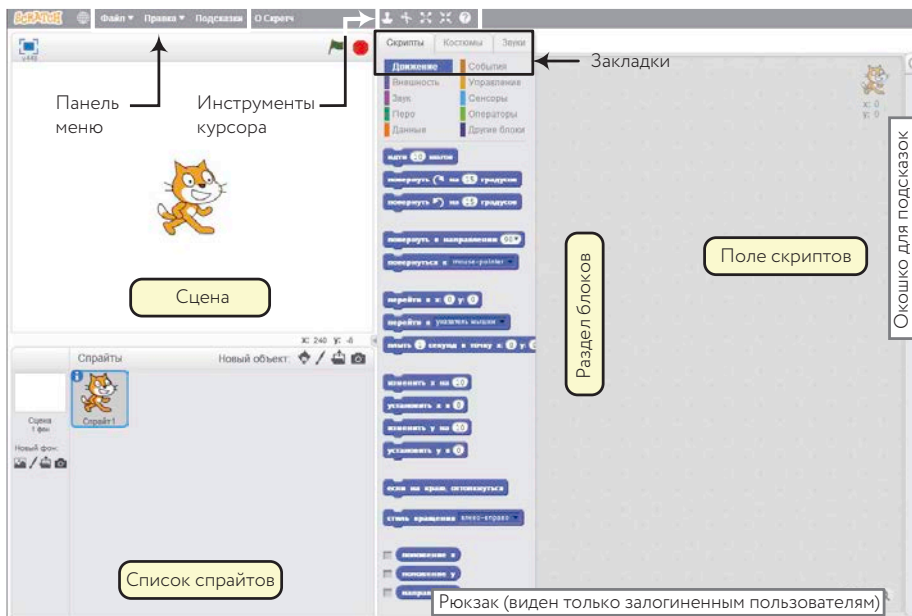 SCRATCH Файл Правка Подсказки О Скретч
v446
Панель
меню
Инструменты
курсора
Сцена
x: 240 y: -6
Скрипты Костюмы Звуки
Закладки
Движение События
Внешность Управление
Звук Сенсоры
Перо Операторы
Данные Другие блоки
идти 10 шагов
повернуть на 15 градусов
повернуть на 15 градусов
повернуть в направлении 90
повернуться к mouse-pointer
перейти в x: 0 y: 0
перейти в указатель мышки
плыть 1 секунд в точку x: 0 y: 0
изменить x на 10
установить x в 0
изменить y на 10
установить y в 0
если на краю, оттолкнуться
стиль вращения влево-вправо
положение x
положение y
Раздел блоков
x: 0
y: 0
Поле скриптов
Окошко для подсказок
Спрайты Новый объект:
Сцена
1 фон
Спрайт1
Новый фон:
Список спрайтов
Рюкзак (виден только залогиненным пользователям)